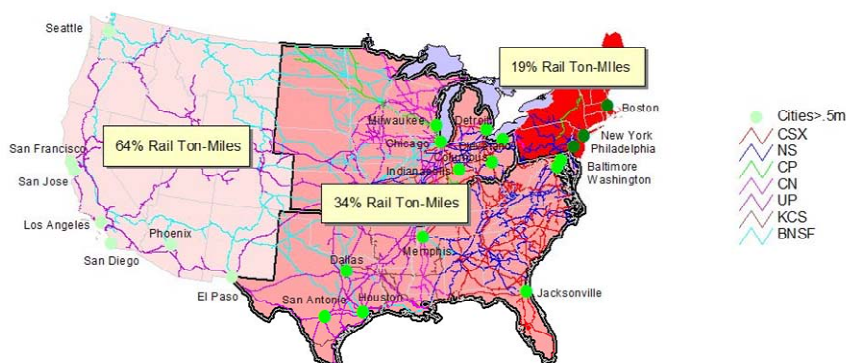 Seattle
19% Rail Ton-MIles
Boston
Milwaukee
Detroit
New York
Chicago
Cleveland
Philadelphia
64% Rail Ton-Miles
Columbus
San Francisco
Indianapolis
Baltimore
Washington
San Jose
34% Rail Ton-Miles
Los Angeles
Phoenix
Memphis
San Diego
Dallas
El Paso
San Antonio
Houston
Jacksonville
Cities>.5m
CSX
NS
CP
CN
UP
KCS
BNSF